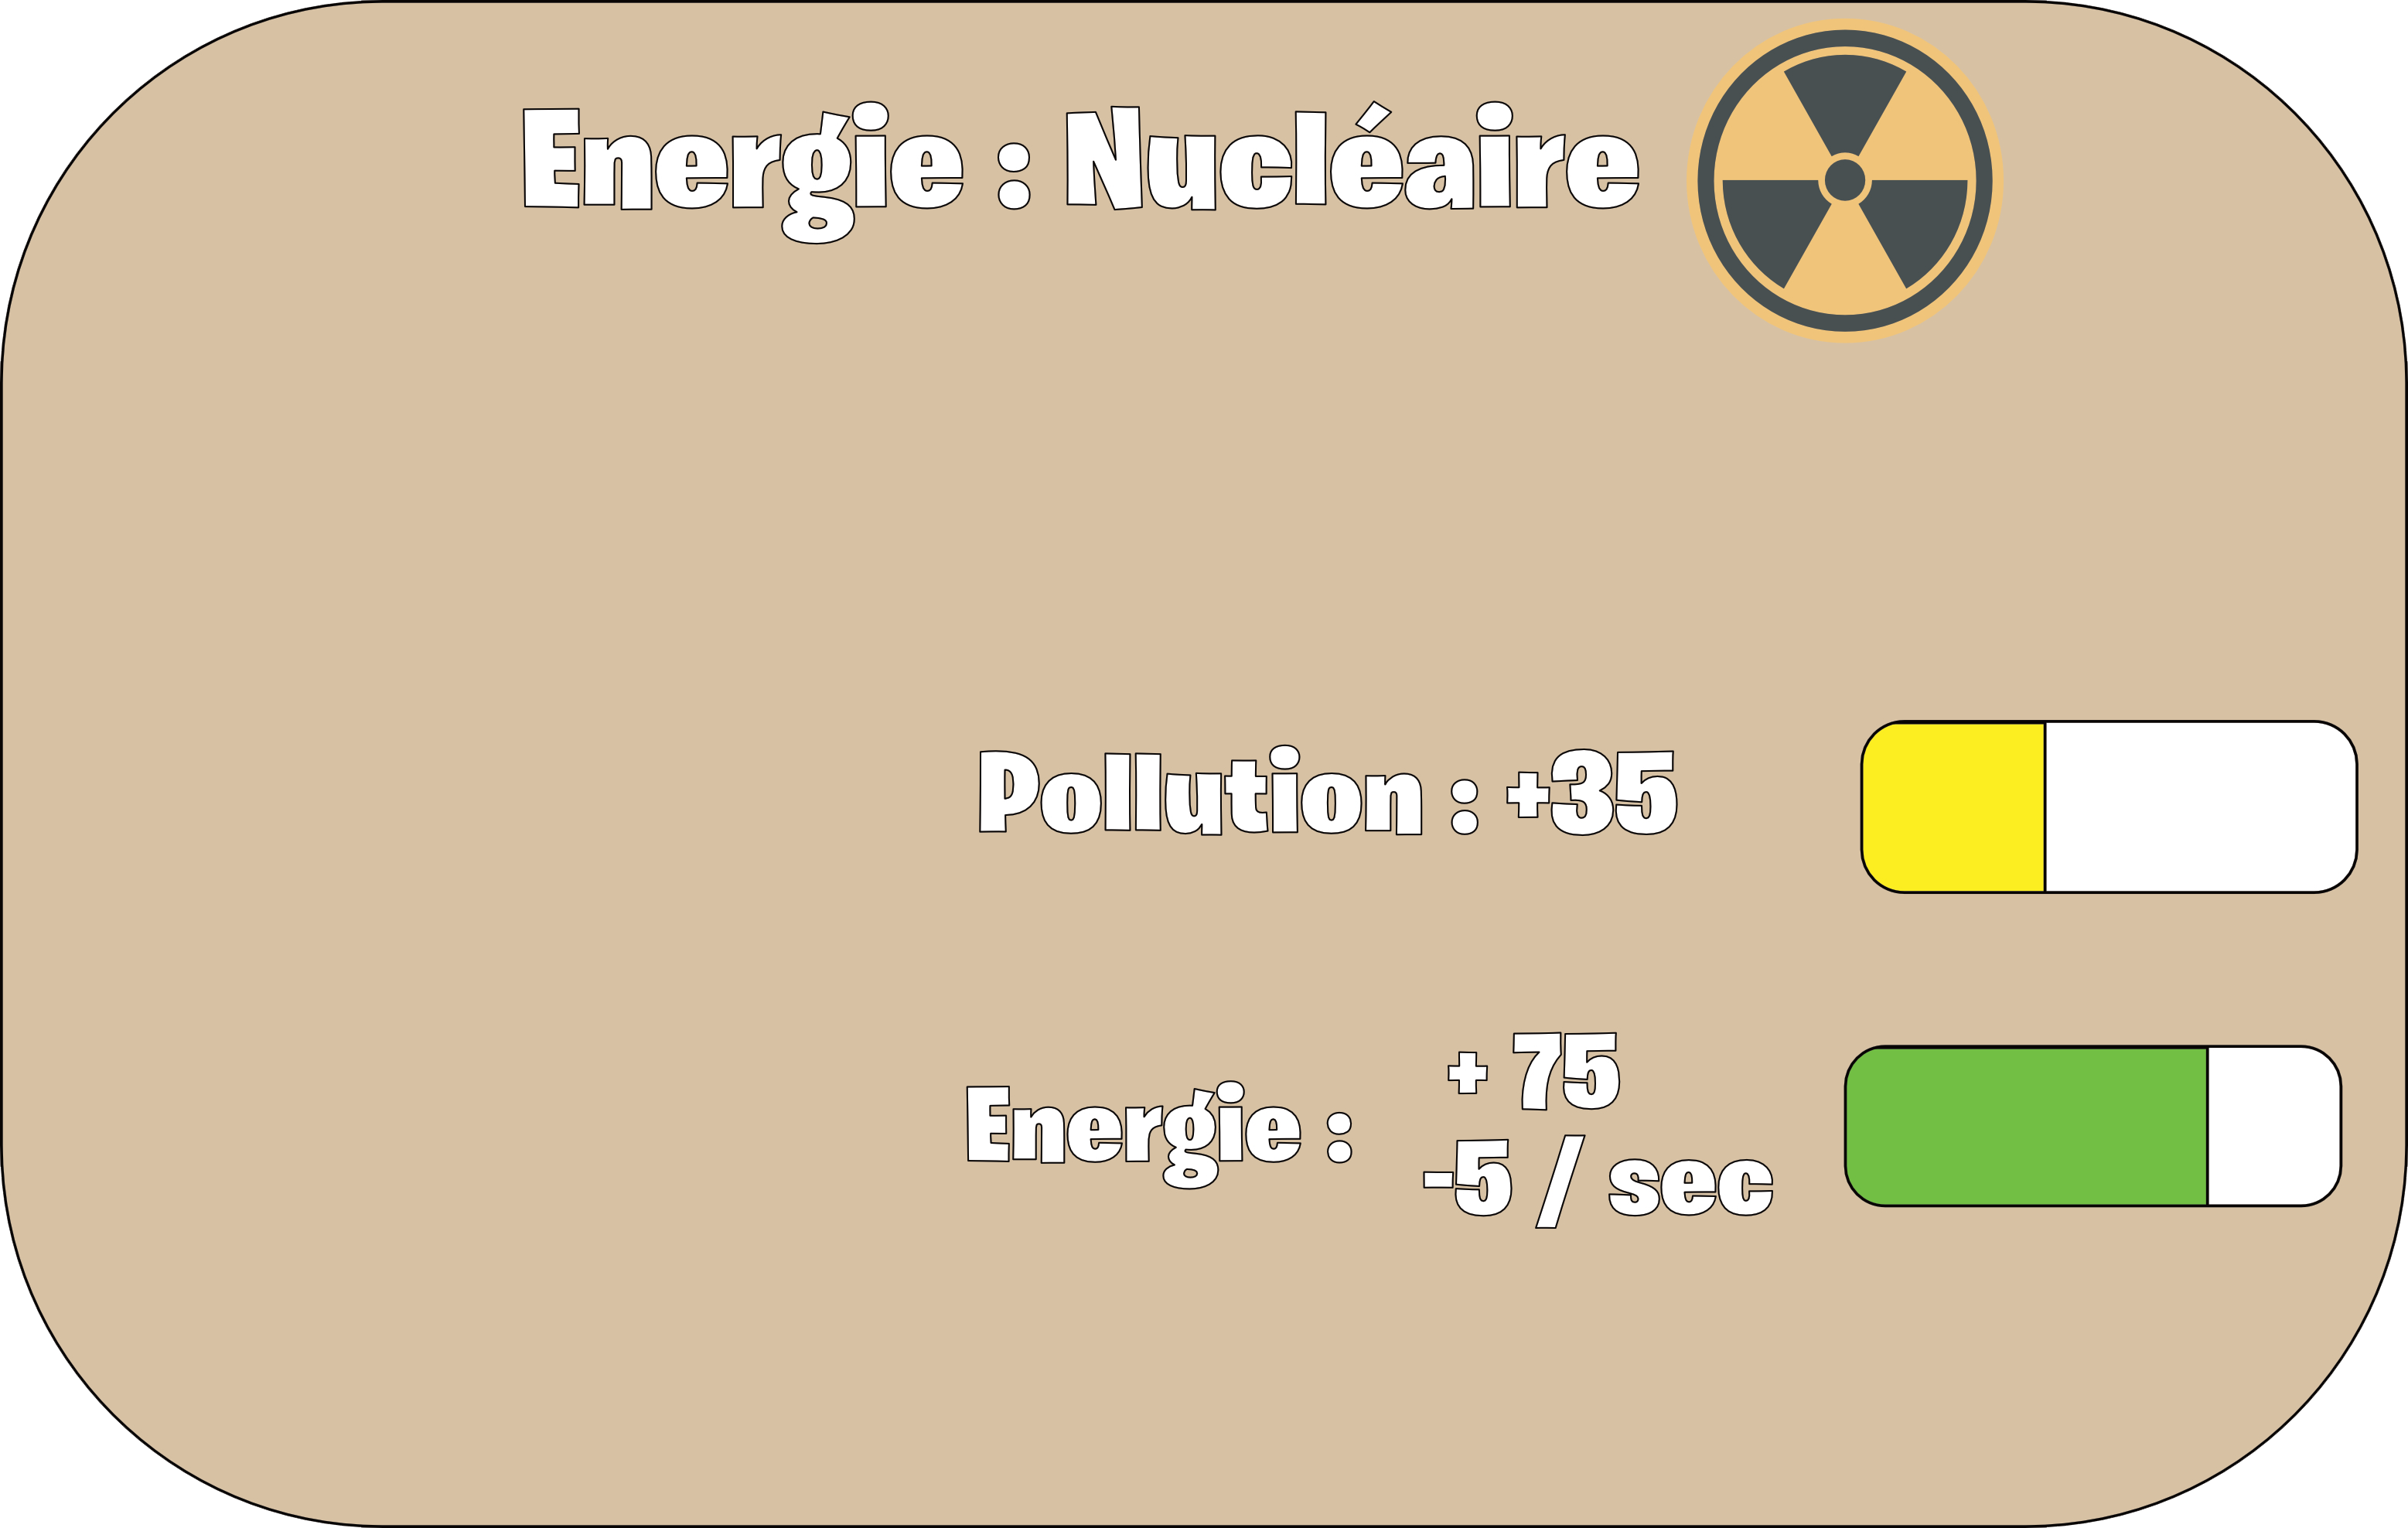 Energie : Nucléaire
Pollution : +35
Energie :
+ 75
-5 / sec